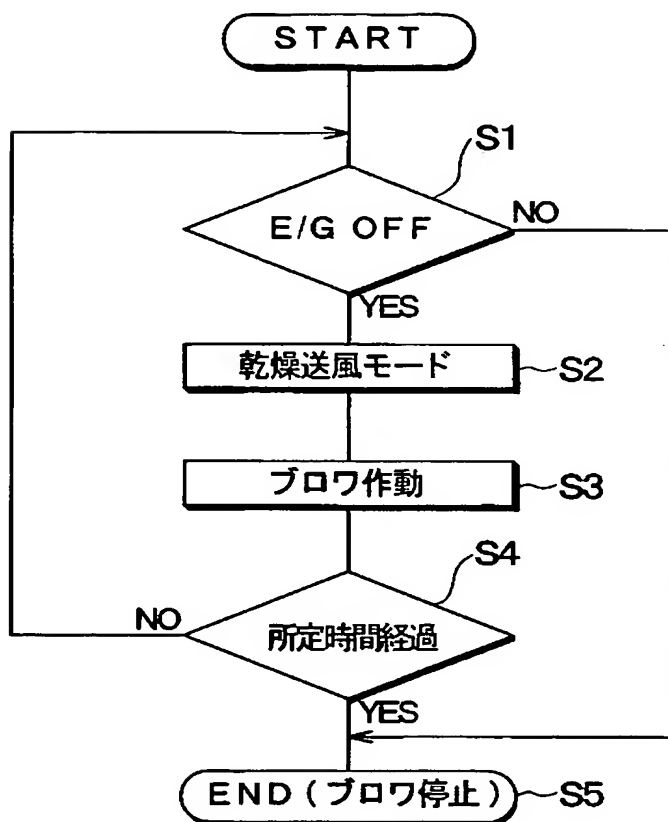 START
S1
E/G OFF
NO
YES
乾燥送風モード
S2
ブロワ作動
S3
S4
NO
所定時間経過
YES
END (ブロワ停止)
S5